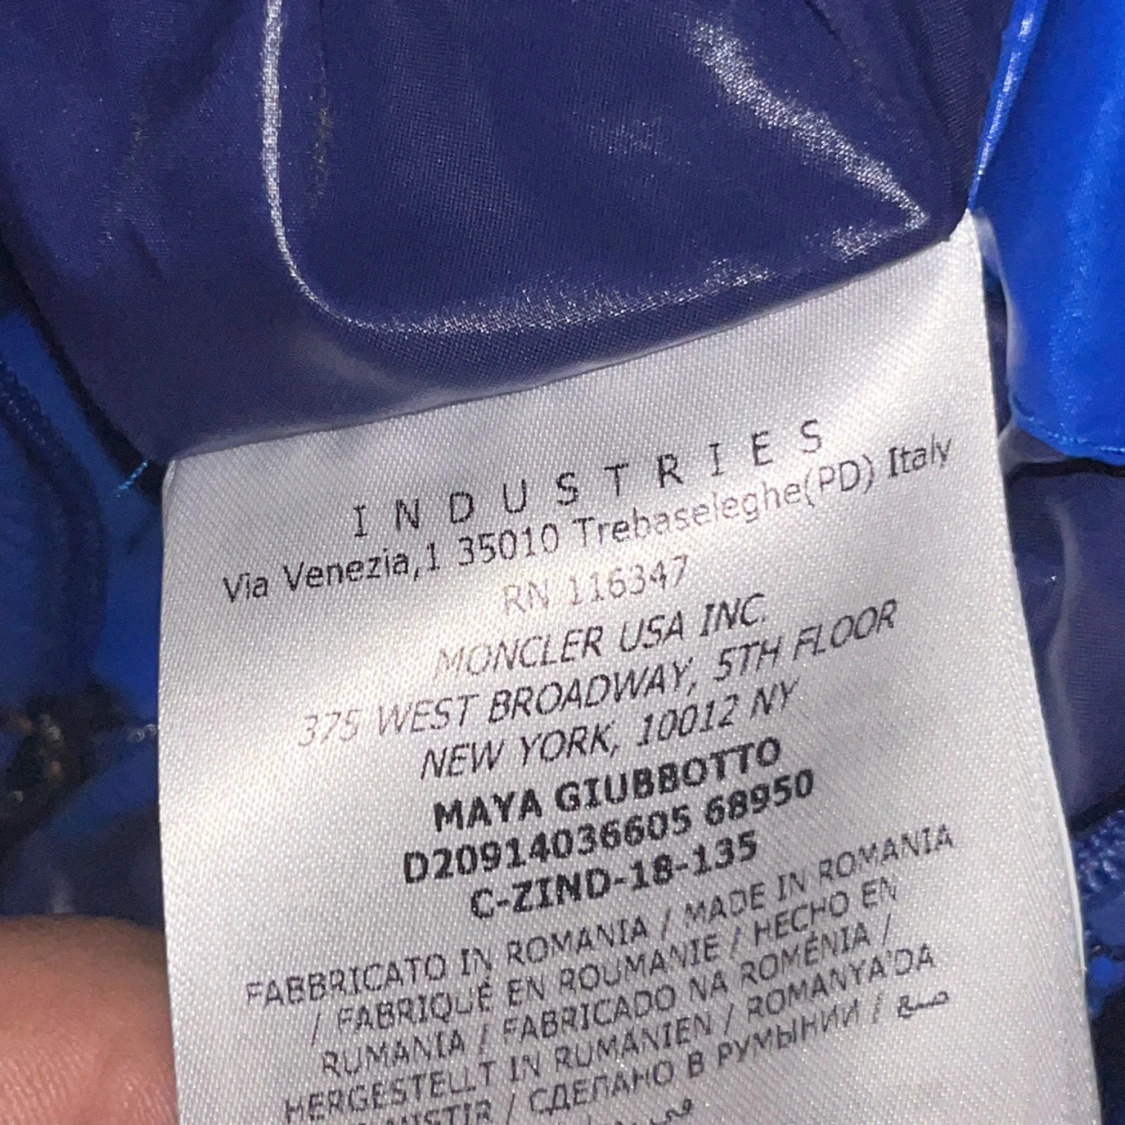 INDUSTRIES
Via Venezia,1 35010 Trebaseleghe(PD) Italy
RN 116347
MONCLER USA INC.
375 WEST BROADWAY, 5TH FLOOR
NEW YORK, 10012 NY
MAYA GIUBBOTTO
D20914036605 68950
C-ZIND-18-135
FABBRICATO IN ROMANIA / MADE IN ROMANIA
/ FABRIQUÉ EN ROUMANIE / HECHO EN
RUMANIA / FABRICADO NA ROMÉNIA /
HERGESTELLT IN RUMÄNIEN / ROMANYA'DA
/ СДЕЛАНО В РУМЫНИИ / صنع
في